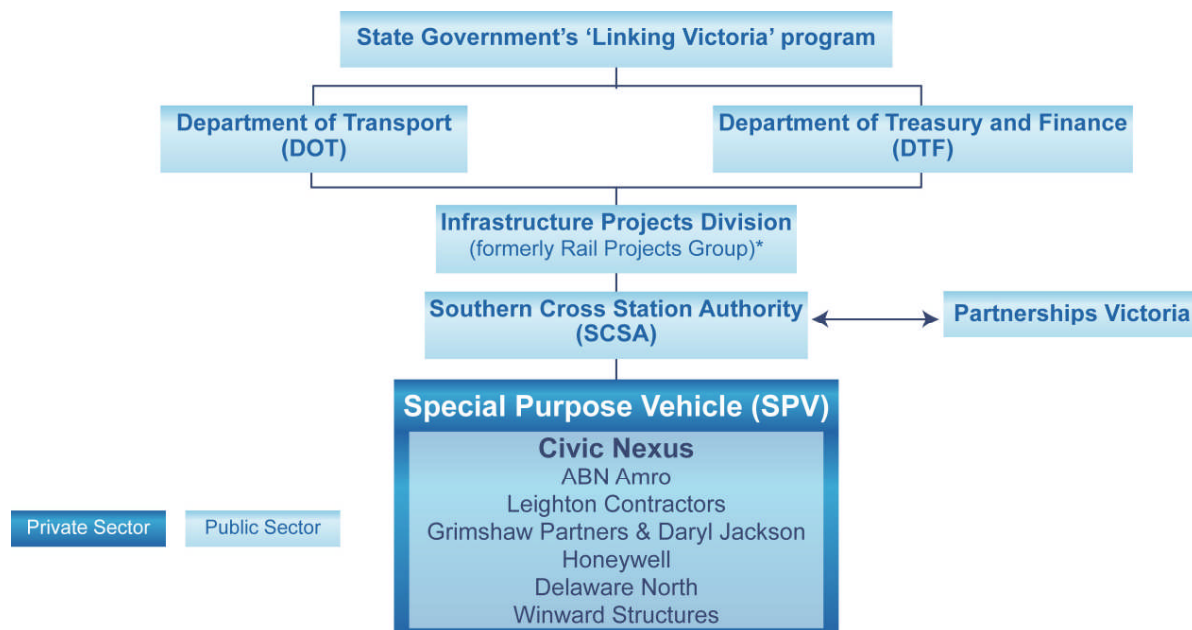 State Government's 'Linking Victoria' program
Department of Transport
(DOT)
Department of Treasury and Finance
(DTF)
Infrastructure Projects Division
(formerly Rail Projects Group)*
Southern Cross Station Authority
(SCSA)
Partnerships Victoria
Special Purpose Vehicle (SPV)
Civic Nexus
ABN Amro
Leighton Contractors
Grimshaw Partners & Daryl Jackson
Honeywell
Delaware North
Winward Structures
Private Sector
Public Sector